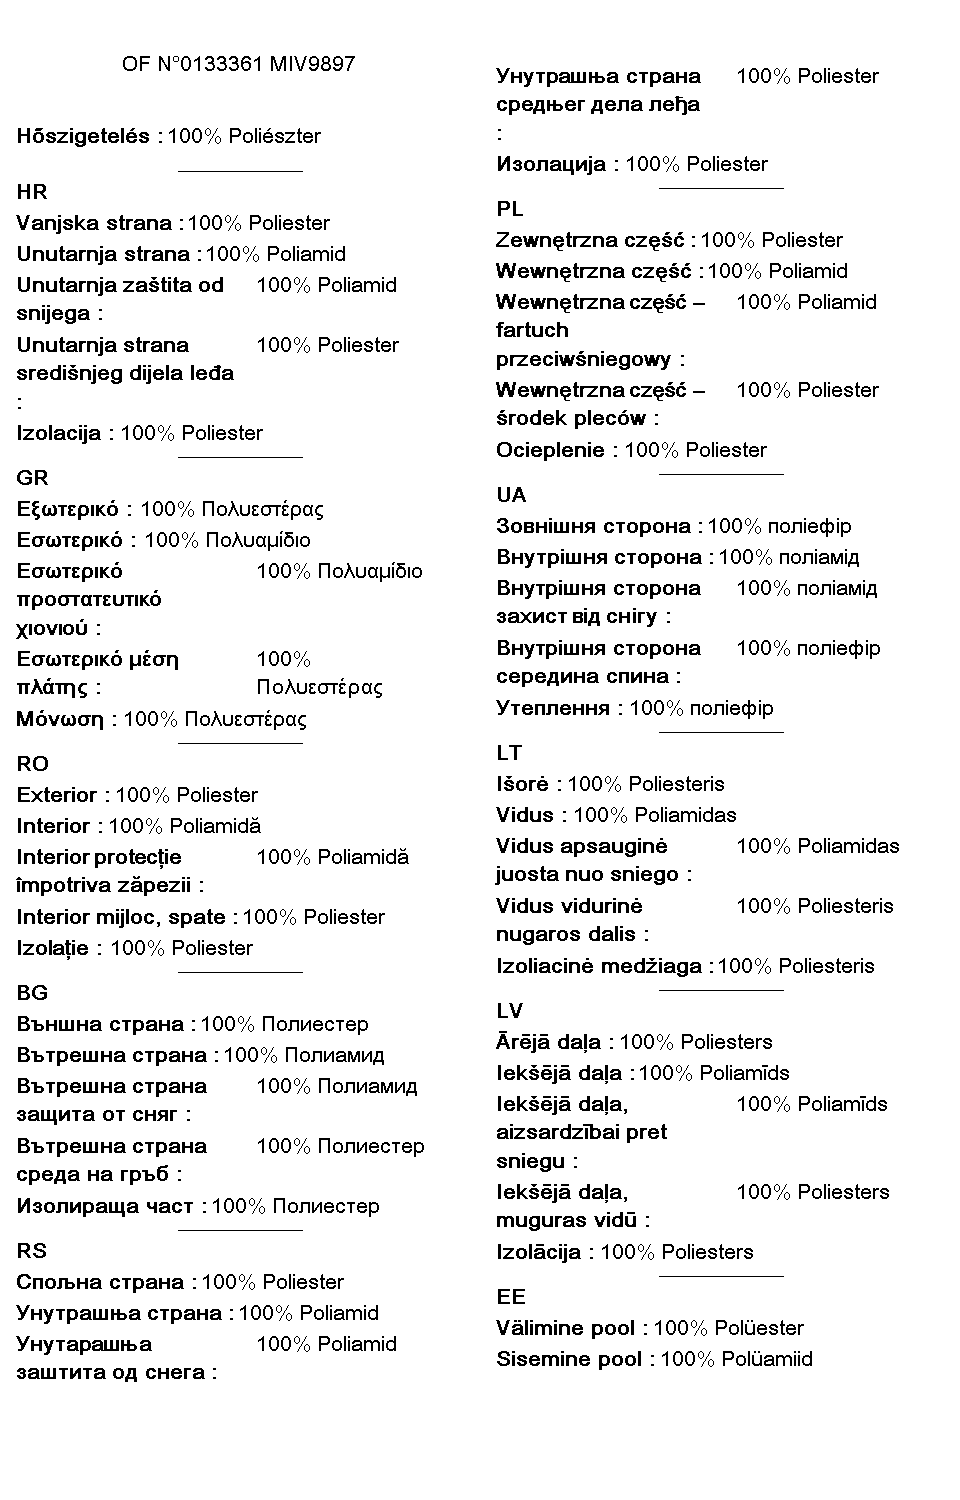 OF N°0133361 MIV9897
Hőszigetelés : 100% Poliészter
HR
Vanjska strana : 100% Poliester
Unutarnja strana : 100% Poliamid
Unutarnja zaštita od 100% Poliamid
snijega :
Unutarnja strana 100% Poliester
središnjeg dijela leđa
:
Izolacija : 100% Poliester
GR
Εξωτερικό : 100% Πολυεστέρας
Εσωτερικό : 100% Πολυαμίδιο
Εσωτερικό 100% Πολυαμίδιο
προστατευτικό
χιονιού :
Εσωτερικό μέση 100%
πλάτης : Πολυεστέρας
Μόνωση : 100% Πολυεστέρας
RO
Exterior : 100% Poliester
Interior : 100% Poliamidă
Interior protecţie 100% Poliamidă
împotriva zăpezii :
Interior mijloc, spate : 100% Poliester
Izolaţie : 100% Poliester
BG
Външна страна : 100% Полиестер
Вътрешна страна : 100% Полиамид
Вътрешна страна 100% Полиамид
защита от сняг :
Вътрешна страна 100% Полиестер
среда на гръб :
Изолираща част : 100% Полиестер
RS
Спољна страна : 100% Poliester
Унутрашња страна : 100% Poliamid
Унутарашња 100% Poliamid
заштита од снега :
Унутрашња страна 100% Poliester
средњег дела леђа
:
Изолација : 100% Poliester
PL
Zewnętrzna część : 100% Poliester
Wewnętrzna część : 100% Poliamid
Wewnętrzna część – 100% Poliamid
fartuch
przeciwśniegowy :
Wewnętrzna część – 100% Poliester
środek pleców :
Ocieplenie : 100% Poliester
UA
Зовнішня сторона : 100% поліефір
Внутрішня сторона : 100% поліамід
Внутрішня сторона 100% поліамід
захист від снігу :
Внутрішня сторона 100% поліефір
середина спина :
Утеплення : 100% поліефір
LT
Išorė : 100% Poliesteris
Vidus : 100% Poliamidas
Vidus apsauginė 100% Poliamidas
juosta nuo sniego :
Vidus vidurinė 100% Poliesteris
nugaros dalis :
Izoliacinė medžiaga : 100% Poliesteris
LV
Ārējā daļa : 100% Poliesters
Iekšējā daļa : 100% Poliamīds
Iekšējā daļa, 100% Poliamīds
aizsardzībai pret
sniegu :
Iekšējā daļa, 100% Poliesters
muguras vidū :
Izolācija : 100% Poliesters
EE
Välimine pool : 100% Polüester
Sisemine pool : 100% Polüamiid